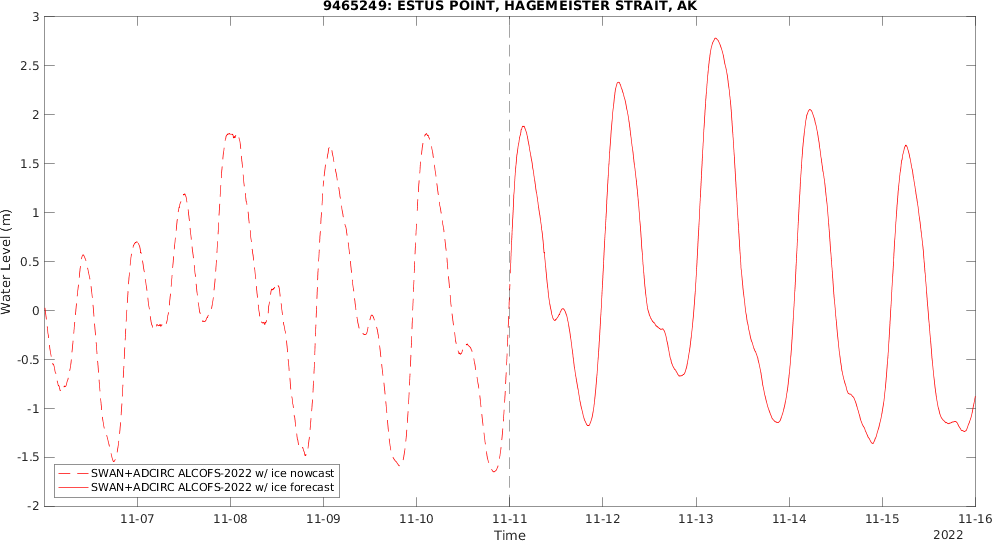 9465249: ESTUS POINT, HAGEMEISTER STRAIT, AK
3
2.5
2
1.5
1
0.5
0
-0.5
-1
-1.5
-2
Water Level (m)
SWAN+ADCIRC ALCOFS-2022 w/ ice nowcast
SWAN+ADCIRC ALCOFS-2022 w/ ice forecast
11-07 11-08 11-09 11-10 11-11 11-12 11-13 11-14 11-15 11-16
Time
2022